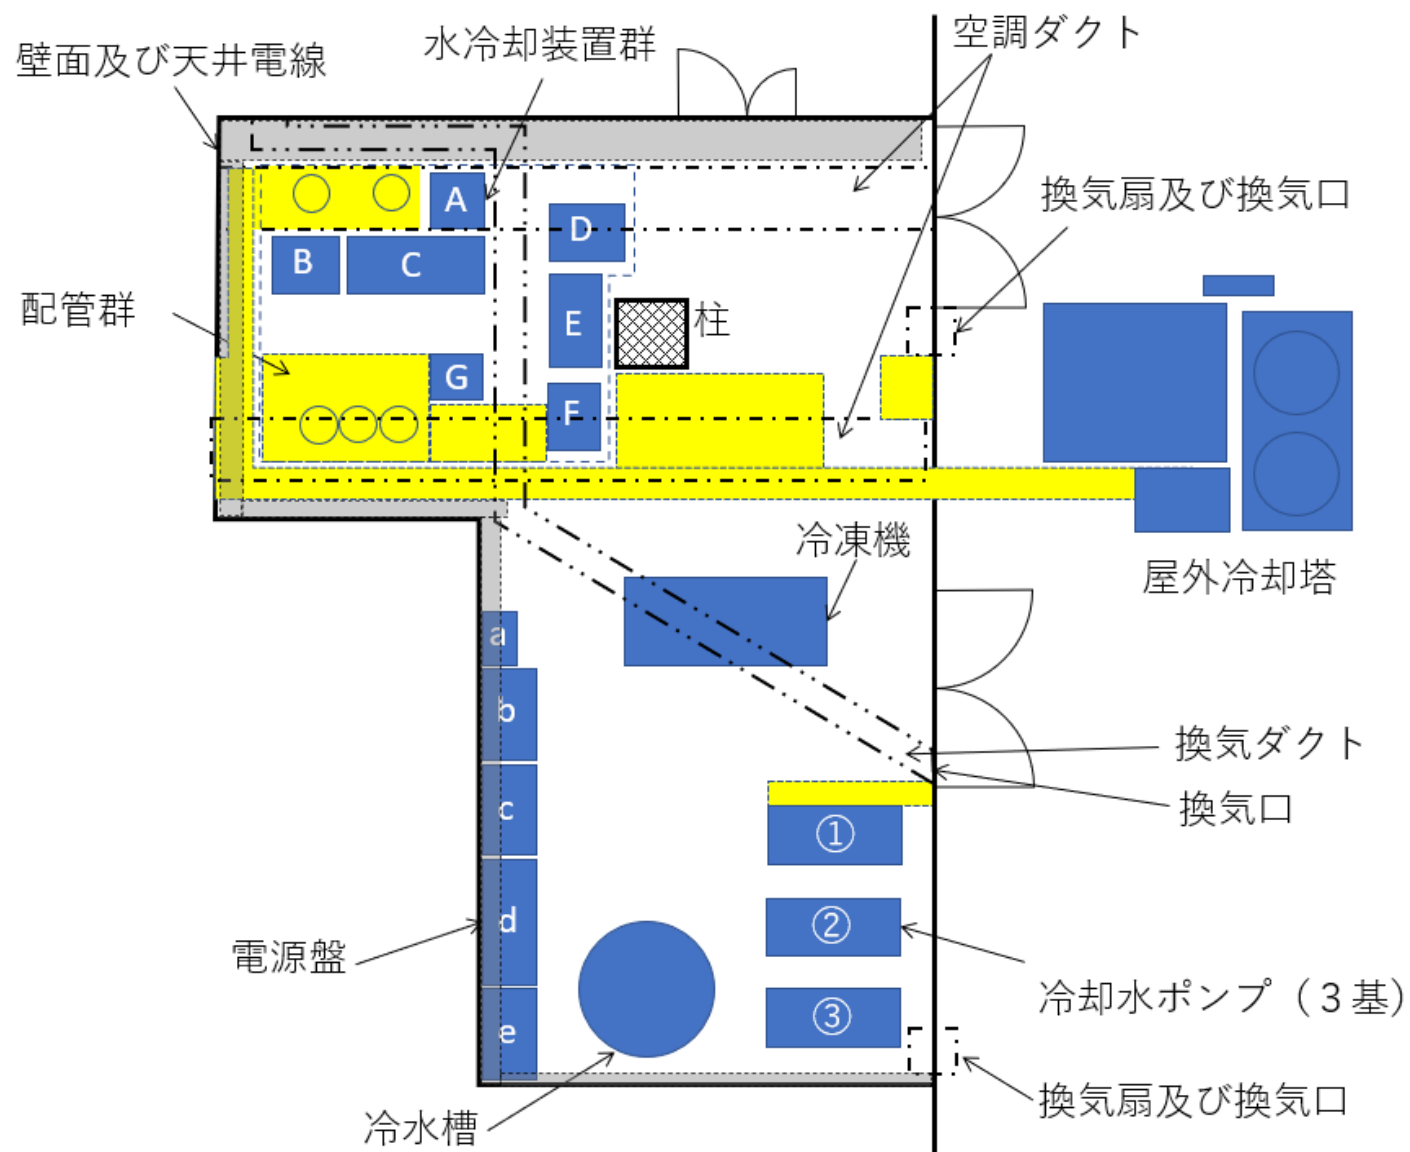 空調ダクト
水冷却装置群
壁面及び天井電線
換気扇及び換気口
A
D
B
C
配管群
E
柱
G
F
冷凍機
屋外冷却塔
a
b
換気ダクト
c
換気口
①
d
②
電源盤
冷却水ポンプ（３基）
③
e
換気扇及び換気口
冷水槽